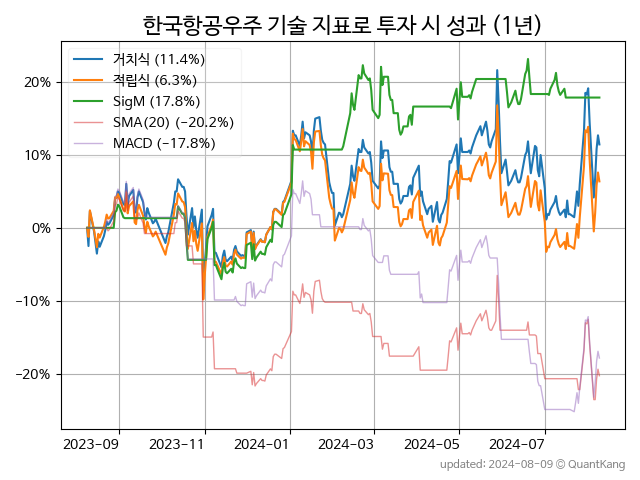 한국항공우주 기술 지표로 투자 시 성과 (1년)
거치식 (11.4%)
적립식 (6.3%)
SigM (17.8%)
SMA(20) (−20.2%)
MACD (−17.8%)
20%
10%
0%
−10%
−20%
2023-09 2023-11 2024-01 2024-03 2024-05 2024-07
updated: 2024-08-09 © QuantKang